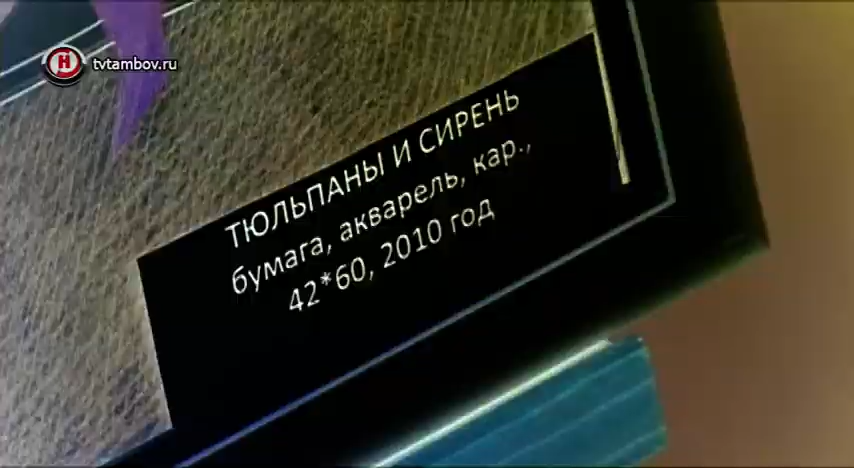 Н tvtambov.ru
ТЮЛЬПАНЫ И СИРЕНЬ
бумага, акварель, кар.,
42*60, 2010 год